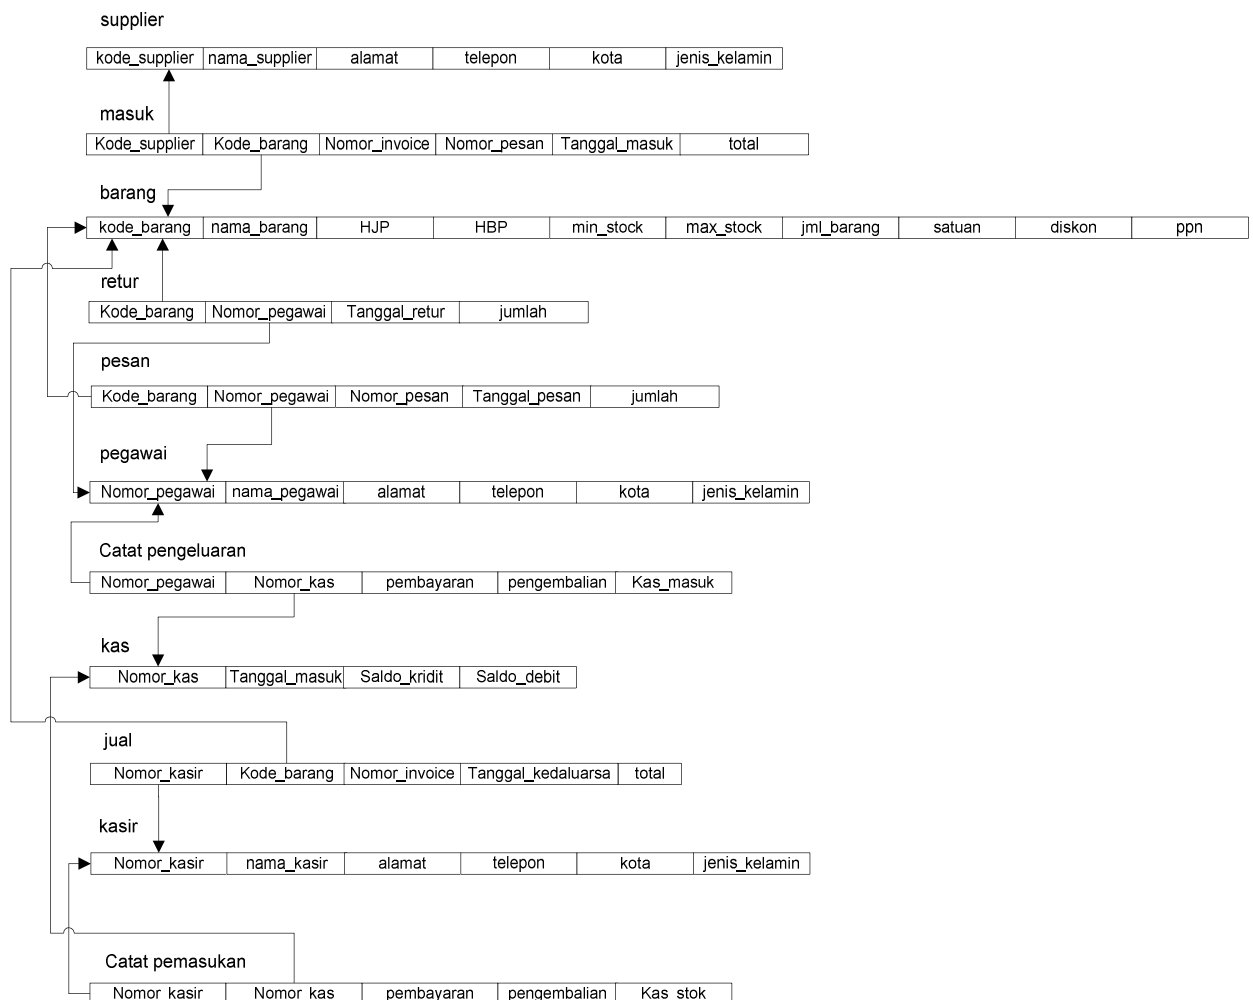 supplier
kode_supplier nama_supplier alamat telepon kota jenis_kelamin
masuk
Kode_supplier Kode_barang Nomor_invoice Nomor_pesan Tanggal_masuk total
barang
kode_barang nama_barang HJP HBP min_stock max_stock jml_barang satuan diskon ppn
retur
Kode_barang Nomor_pegawai Tanggal_retur jumlah
pesan
Kode_barang Nomor_pegawai Nomor_pesan Tanggal_pesan jumlah
pegawai
Nomor_pegawai nama_pegawai alamat telepon kota jenis_kelamin
Catat pengeluaran
Nomor_pegawai Nomor_kas pembayaran pengembalian Kas_masuk
kas
Nomor_kas Tanggal_masuk Saldo_kridit Saldo_debit
jual
Nomor_kasir Kode_barang Nomor_invoice Tanggal_kedaluarsa total
kasir
Nomor_kasir nama_kasir alamat telepon kota jenis_kelamin
Catat pemasukan
Nomor_kasir Nomor_kas pembayaran pengembalian Kas_stok